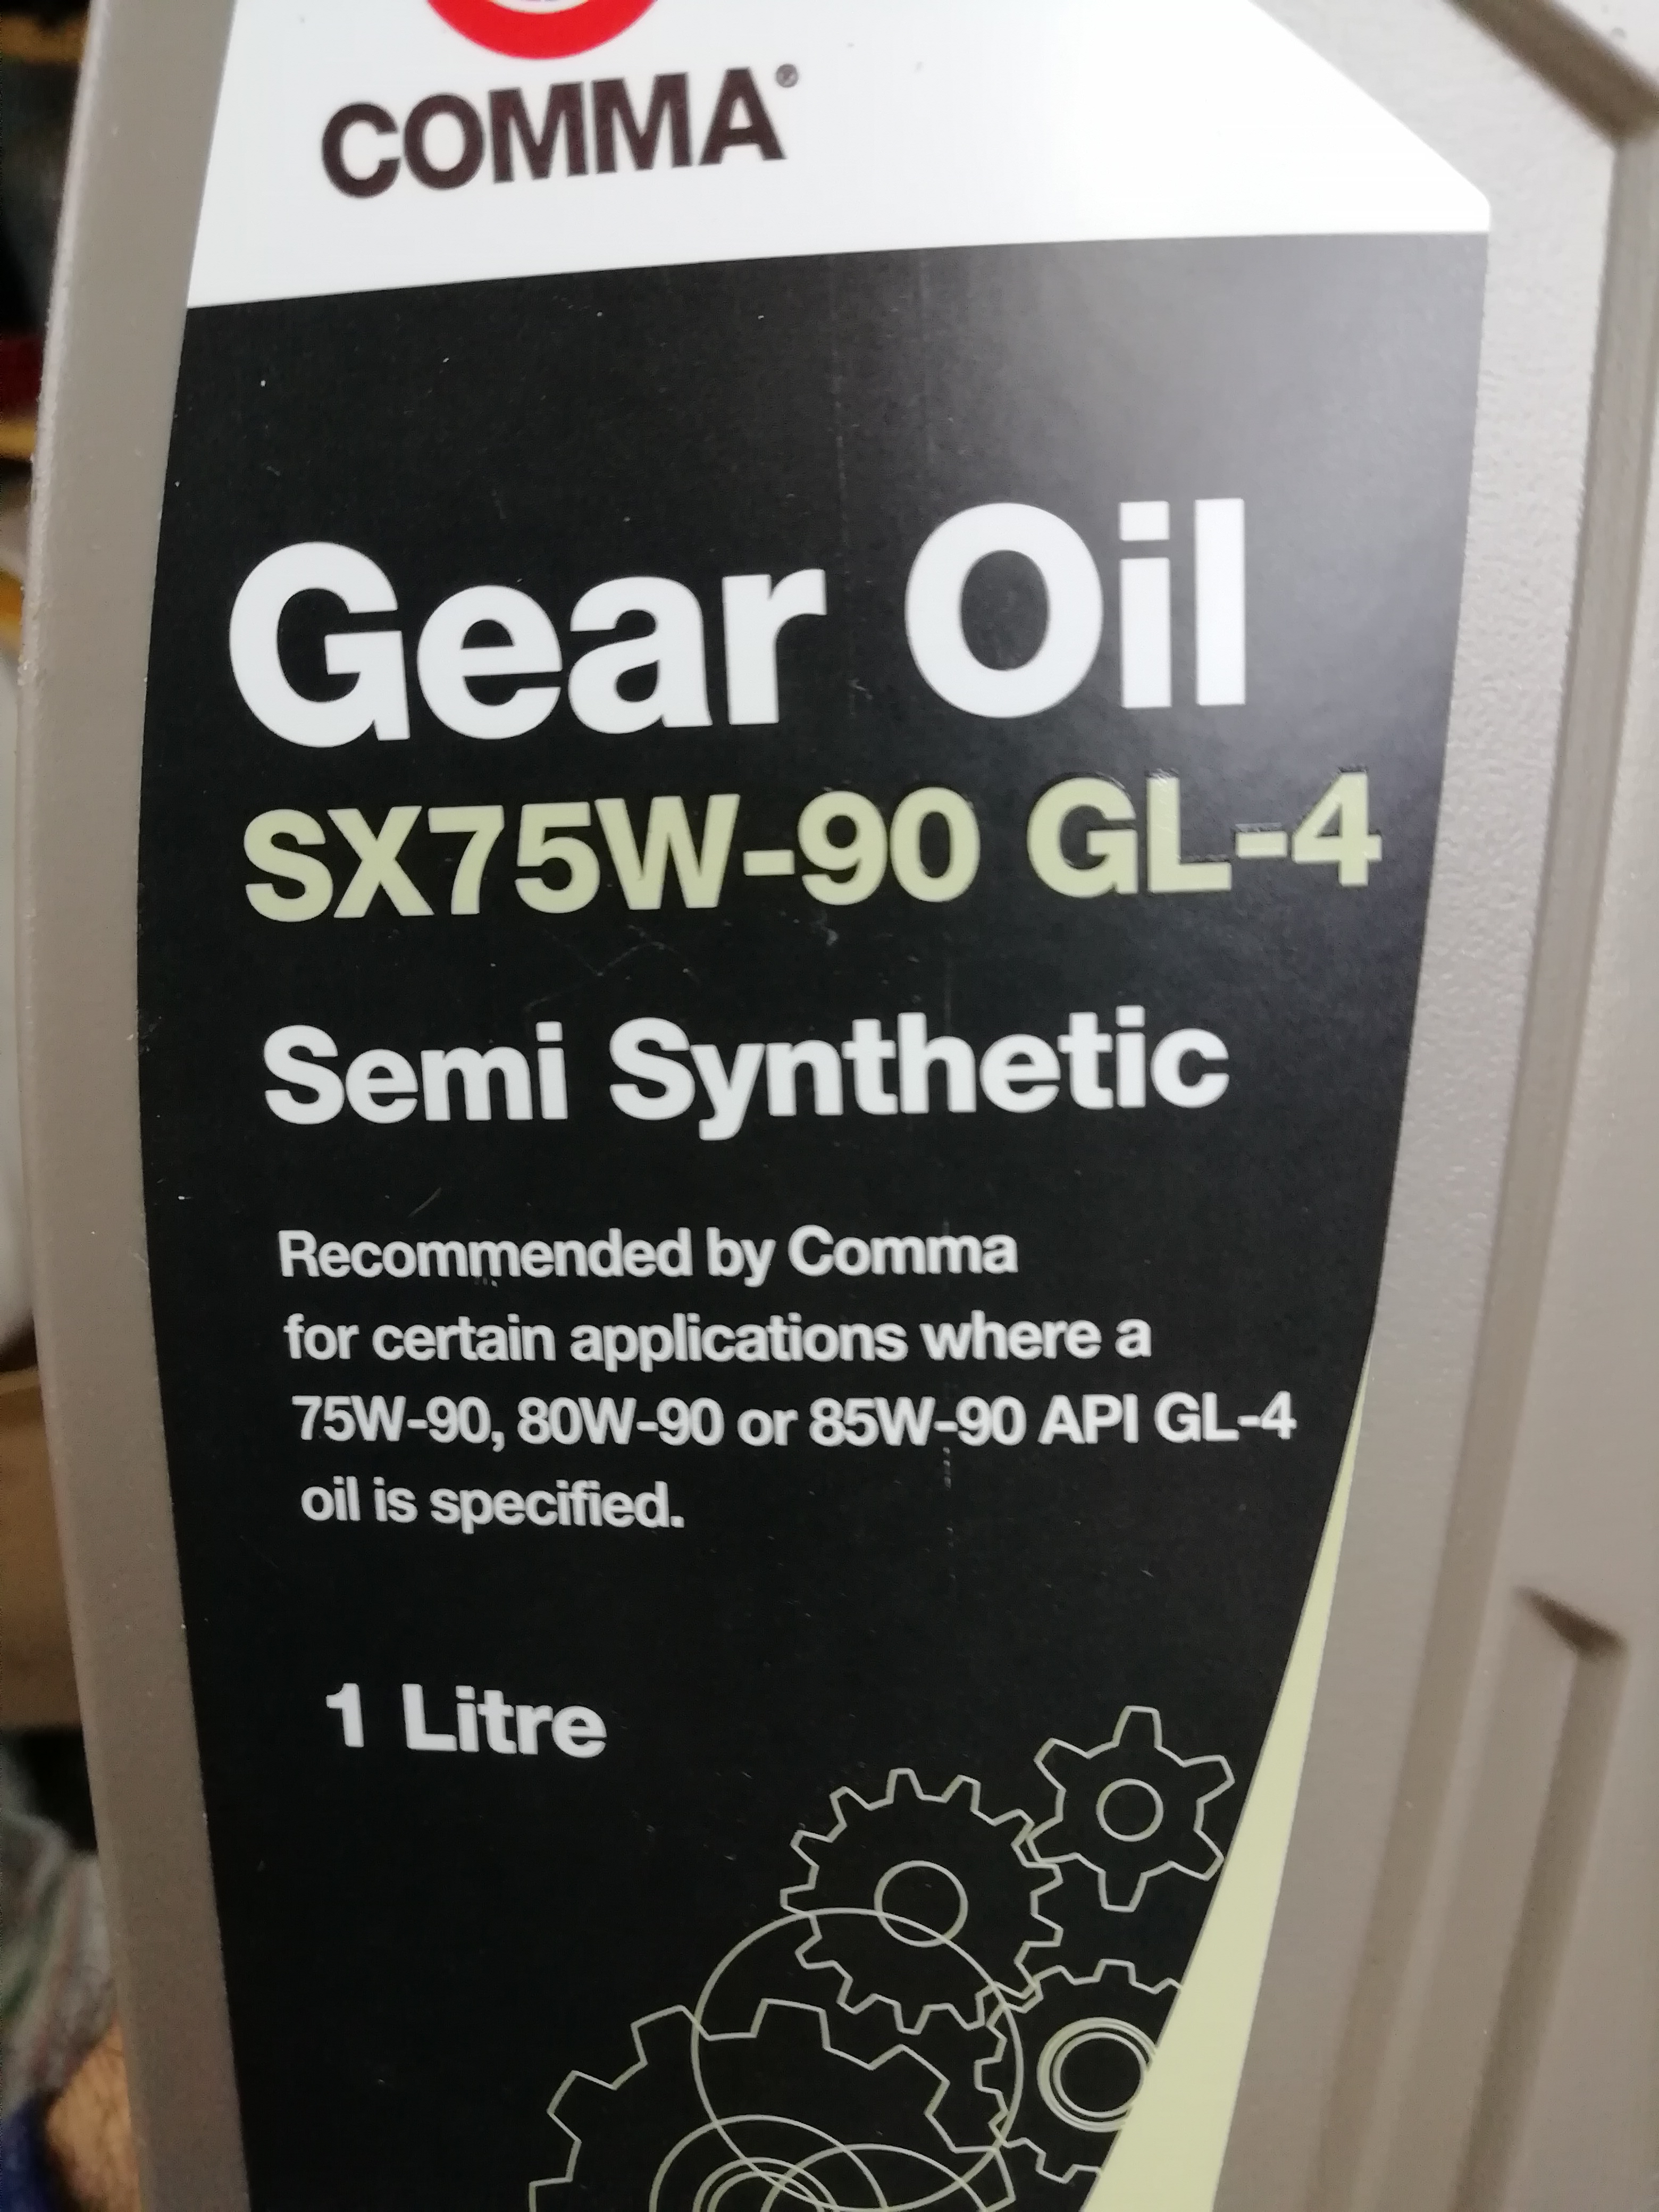 COMMA®
Gear Oil
SX75W-90 GL-4
Semi Synthetic
Recommended by Comma
for certain applications where a
75W-90, 80W-90 or 85W-90 API GL-4
oil is specified.
1 Litre